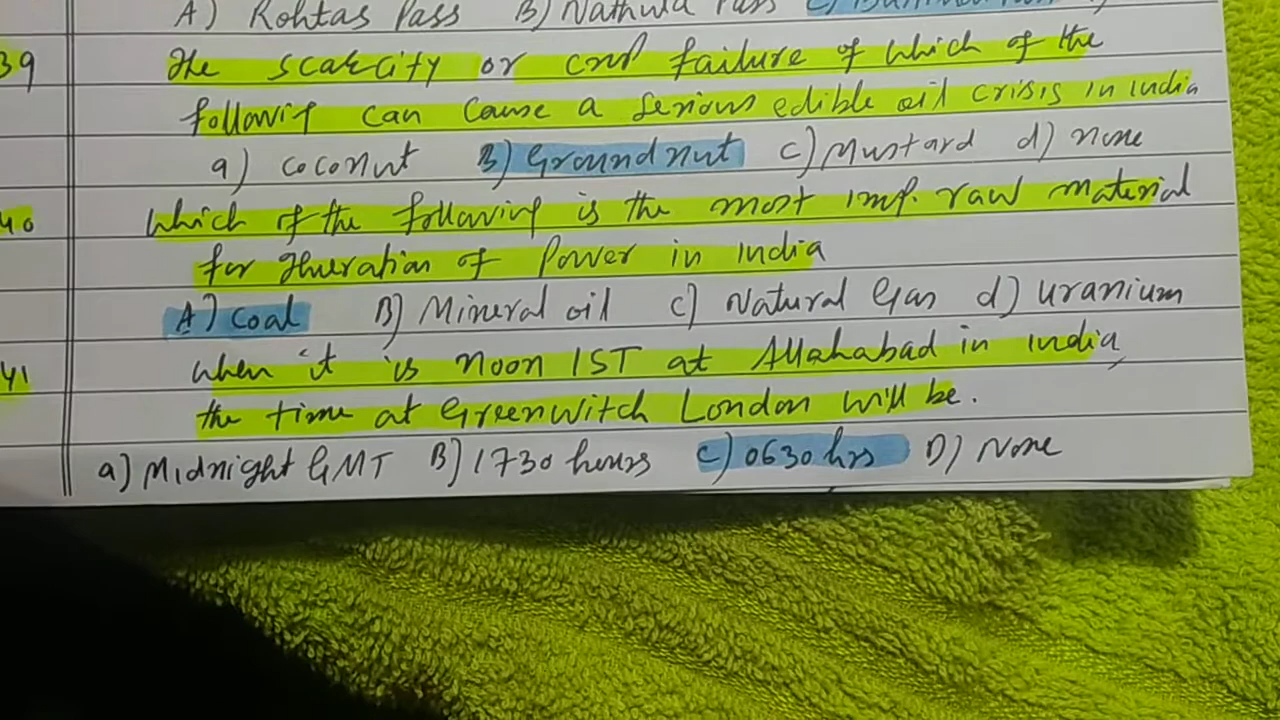 A) Rohtas Pass B) Nathula Pass C)
39 The scarcity or crop failure of which of the
following can cause a serious edible oil crisis in india
a) coconut B) Groundnut C) Mustard d) none
40 Which of the following is the most imp. raw material
for generation of Power in India
A) Coal B) Mineral oil C) Natural Gas d) Uranium
41 when it is Noon IST at Allahabad in india,
the time at Greenwitch London will be.
a) Midnight GMT B) 1730 hours C) 0630 hrs D) None